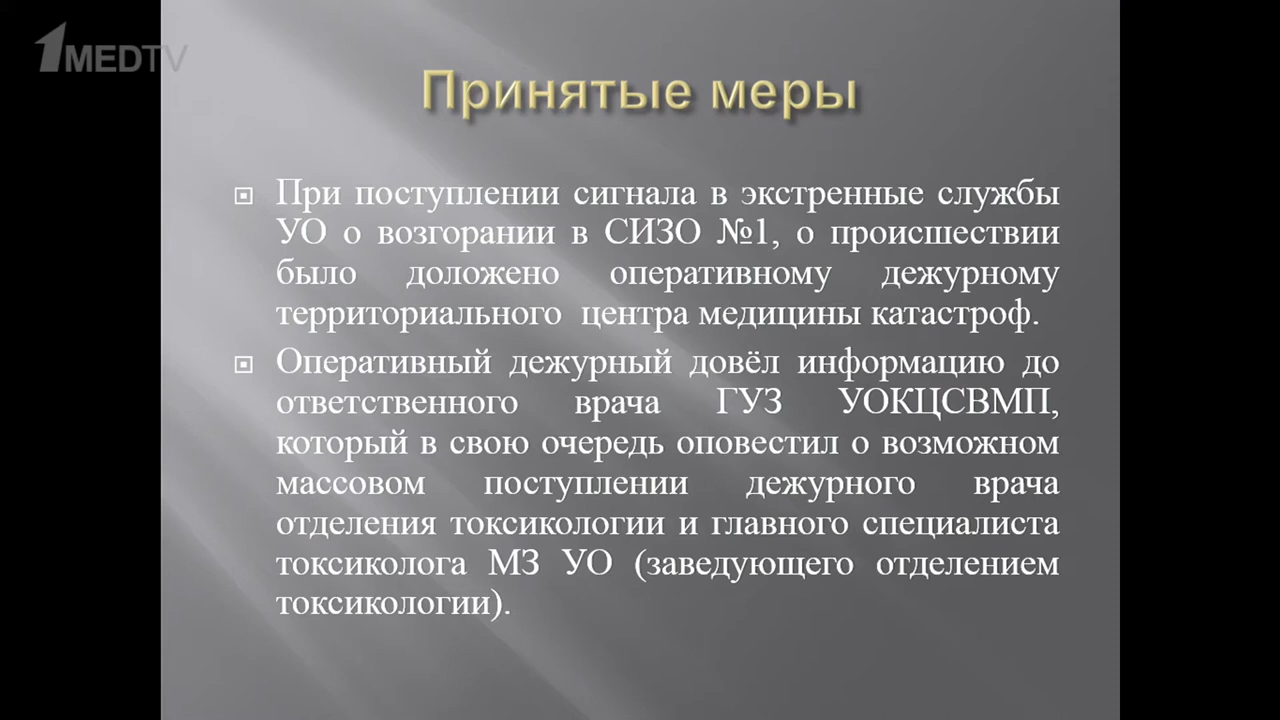 1MEDTV
Принятые меры
При поступлении сигнала в экстренные службы
УО о возгорании в СИЗО №1, о происшествии
было доложено оперативному дежурному
территориального центра медицины катастроф.
Оперативный дежурный довёл информацию до
ответственного врача ГУЗ УОКЦСВМП,
который в свою очередь оповестил о возможном
массовом поступлении дежурного врача
отделения токсикологии и главного специалиста
токсиколога МЗ УО (заведующего отделением
токсикологии).